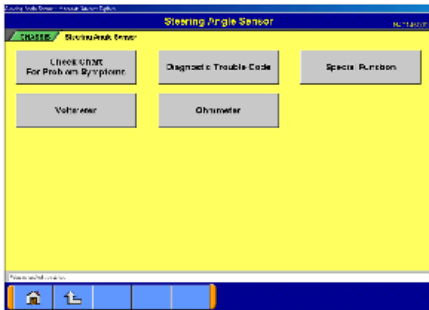 Steering Angle Sensor
CHASSIS Steering Angle Sensor
Check Chart
For Problem Symptoms
Diagnostic Trouble Code
Special Function
Voltmeter
Ohmmeter